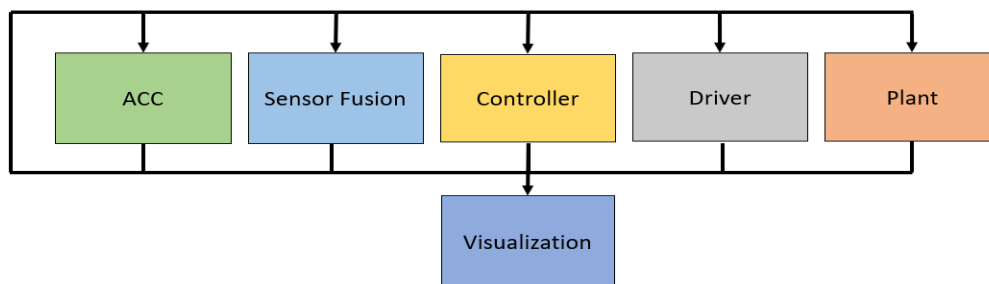 ACC
Sensor Fusion
Controller
Driver
Plant
Visualization